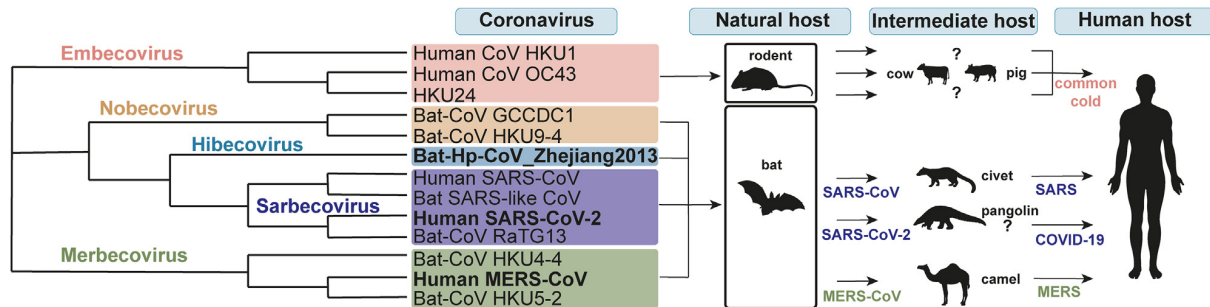 Coronavirus
Natural host
Intermediate host
Human host
Embecovirus
Human CoV HKU1
Human CoV OC43
HKU24
Nobecovirus
Bat-CoV GCCDC1
Bat-CoV HKU9-4
Hibecovirus
Bat-Hp-CoV_Zhejiang2013
Sarbecovirus
Human SARS-CoV
Bat SARS-like CoV
Human SARS-CoV-2
Bat-CoV RaTG13
Merbecovirus
Bat-CoV HKU4-4
Human MERS-CoV
Bat-CoV HKU5-2
rodent
bat
?
cow
pig
?
common
cold
SARS-CoV
civet
SARS
SARS-CoV-2
pangolin
?
COVID-19
MERS-CoV
camel
MERS